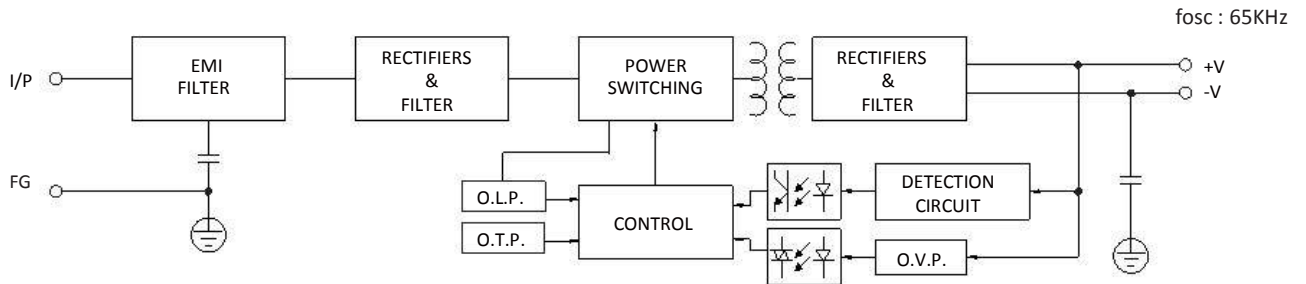 fosc : 65KHz
I/P
EMI
FILTER
RECTIFIERS
&
FILTER
POWER
SWITCHING
RECTIFIERS
&
FILTER
+V
-V
FG
O.L.P.
O.T.P.
CONTROL
DETECTION
CIRCUIT
O.V.P.